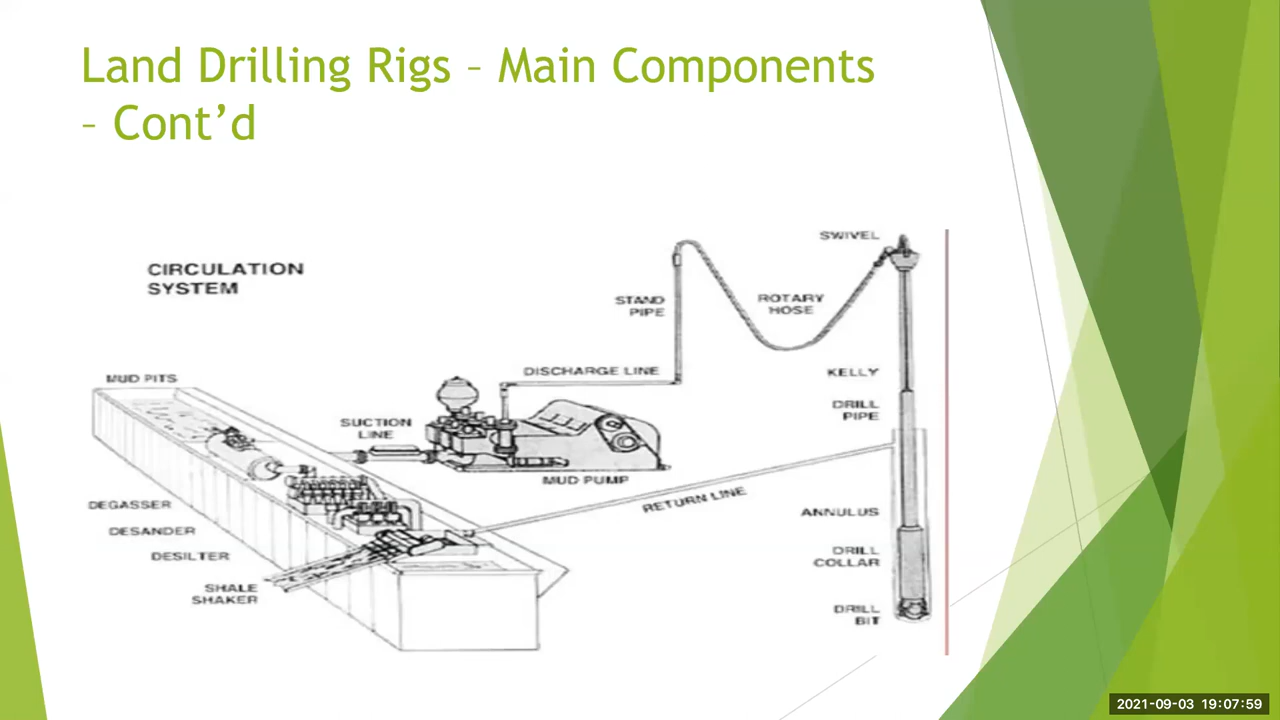 Land Drilling Rigs – Main Components
– Cont’d
CIRCULATION
SYSTEM
SWIVEL
STAND
PIPE
ROTARY
HOSE
DISCHARGE LINE
KELLY
MUD PITS
DRILL
PIPE
SUCTION
LINE
MUD PUMP
RETURN LINE
DEGASSER
ANNULUS
DESANDER
DESILTER
DRILL
COLLAR
SHALE
SHAKER
DRILL
BIT
2021-09-03 19:07:59